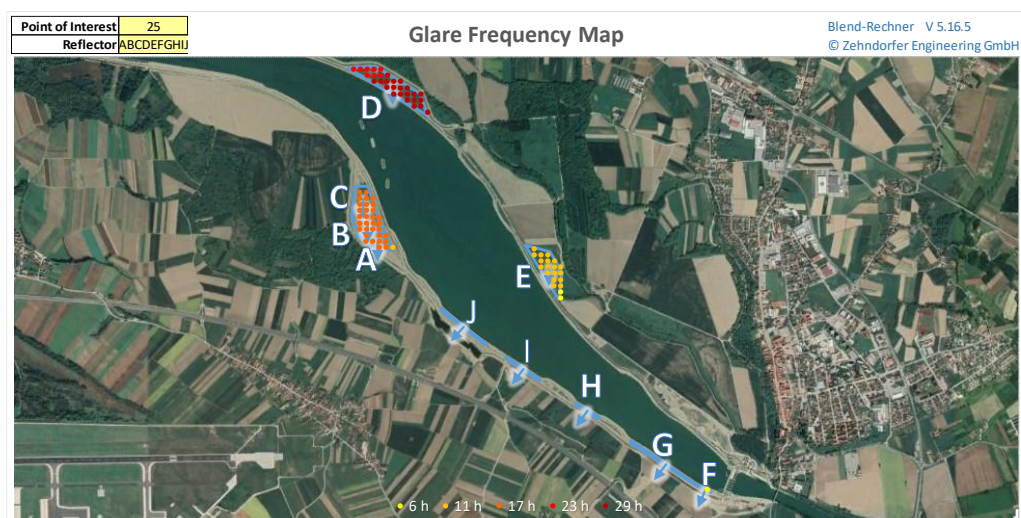 Point of Interest 25
Reflector ABCDEFGHIJ
Glare Frequency Map
Blend-Rechner V 5.16.5
© Zehndorfer Engineering GmbH
D
C
B
A
E
J
I
H
G
F
6 h 11 h 17 h 23 h 29 h